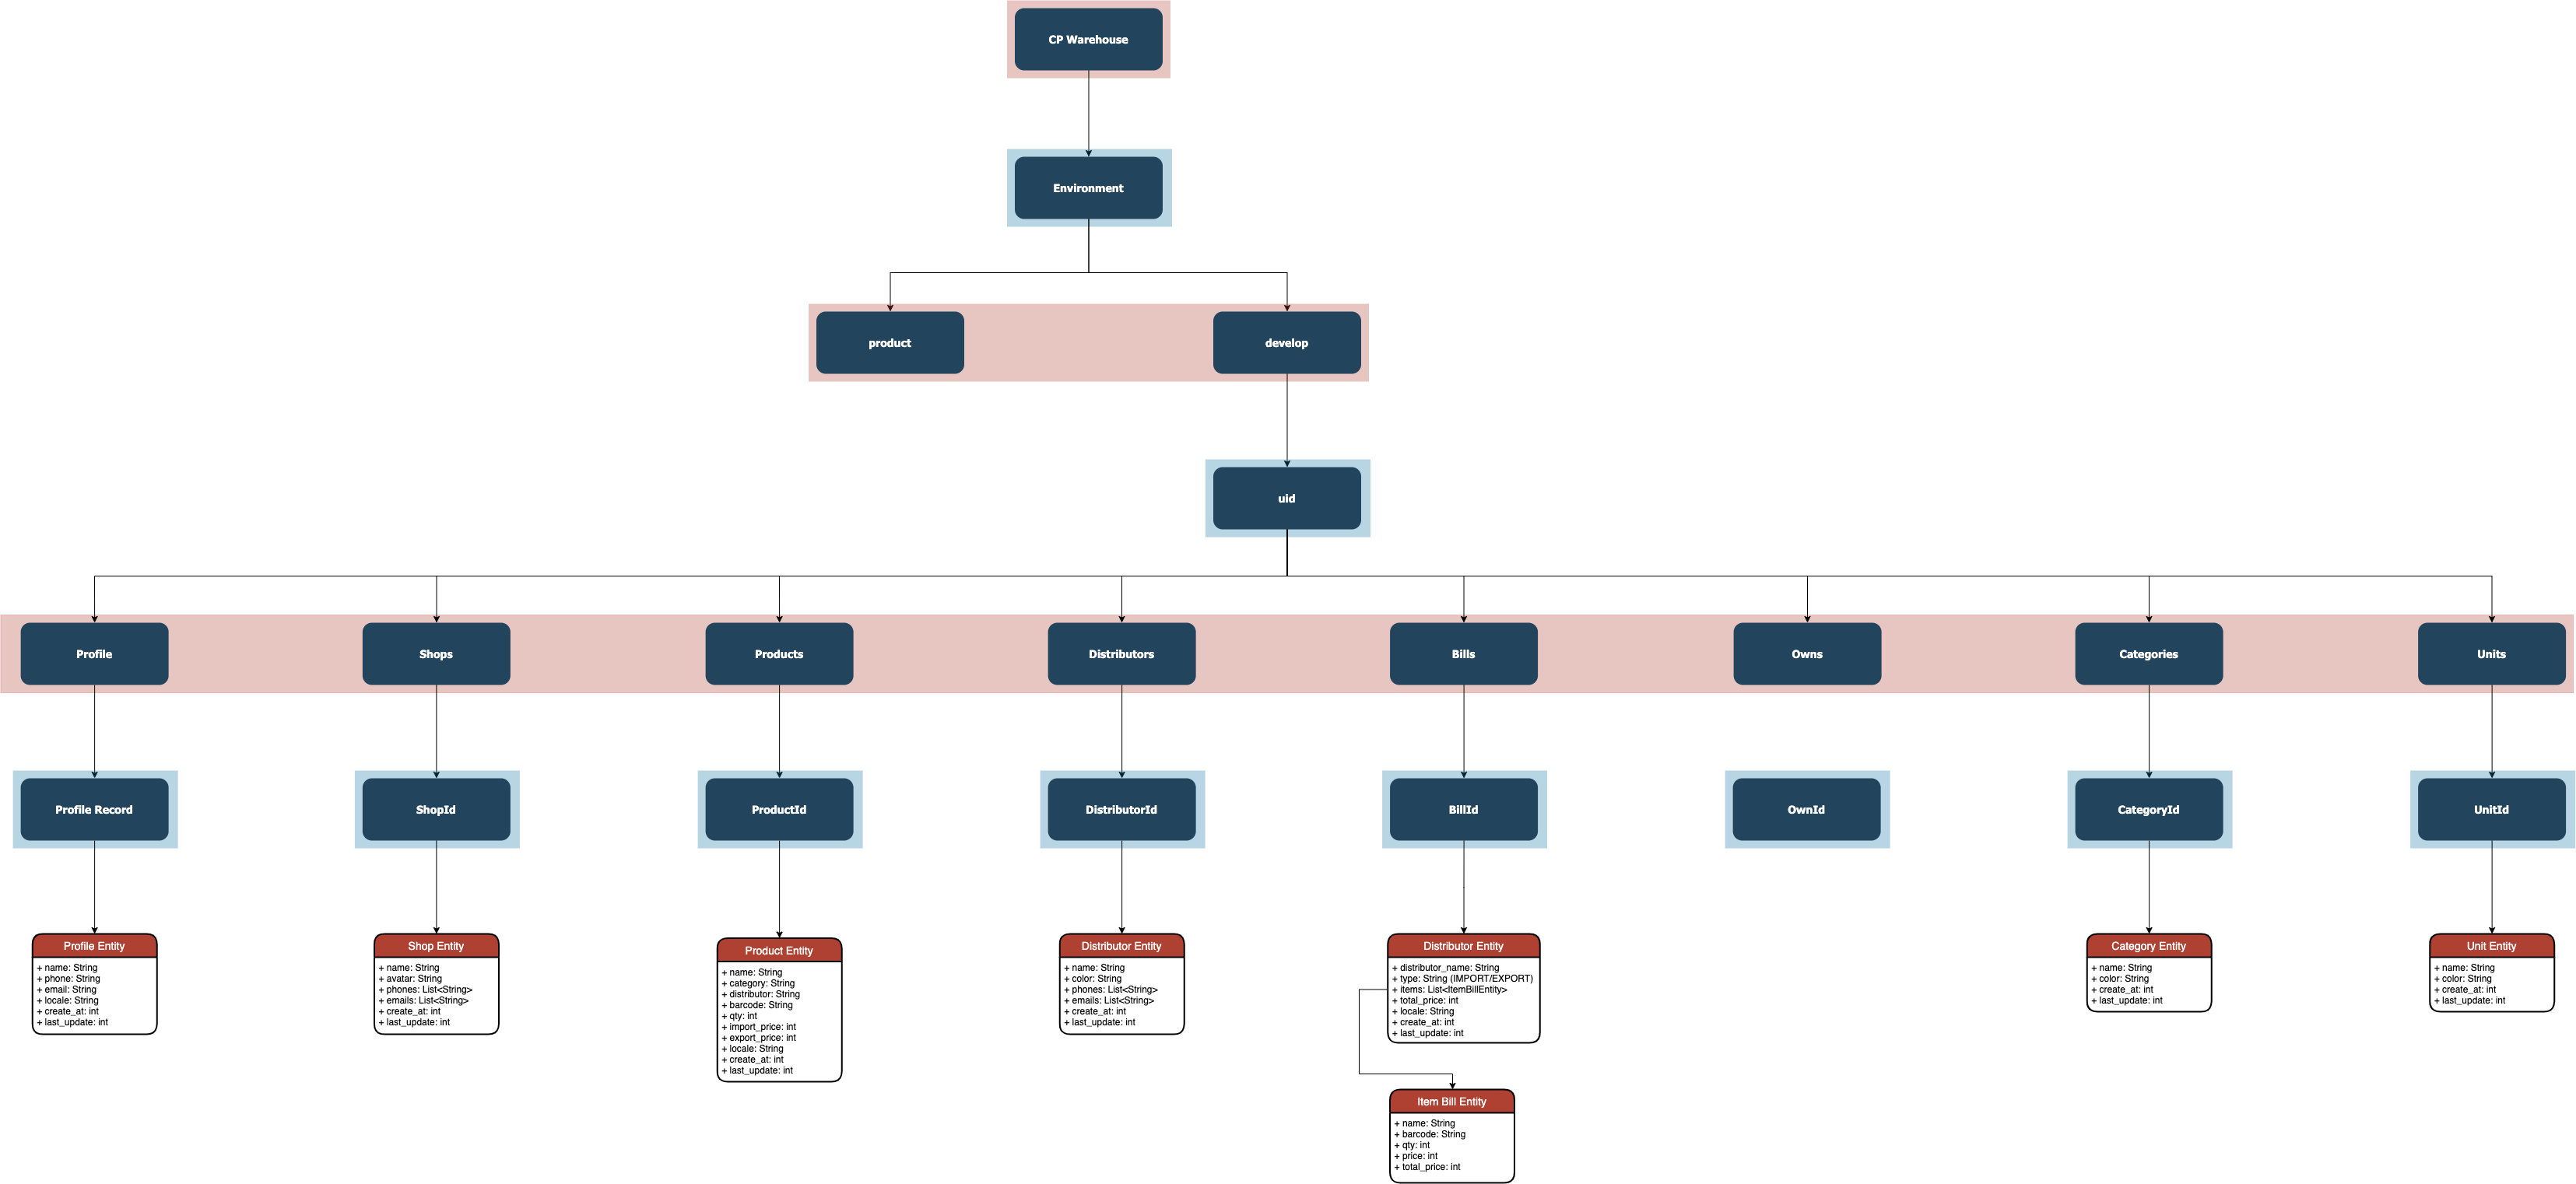 CP Warehouse
Environment
product
develop
uid
Profile
Shops
Products
Distributors
Bills
Owns
Categories
Units
Profile Record
ShopId
ProductId
DistributorId
BillId
OwnId
CategoryId
UnitId
Profile Entity
+ name: String
+ phone: String
+ email: String
+ locale: String
+ create_at: int
+ last_update: int
Shop Entity
+ name: String
+ avatar: String
+ phones: List<String>
+ emails: List<String>
+ create_at: int
+ last_update: int
Product Entity
+ name: String
+ category: String
+ distributor: String
+ barcode: String
+ qty: int
+ import_price: int
+ export_price: int
+ locale: String
+ create_at: int
+ last_update: int
Distributor Entity
+ name: String
+ color: String
+ phones: List<String>
+ emails: List<String>
+ create_at: int
+ last_update: int
Distributor Entity
+ distributor_name: String
+ type: String (IMPORT/EXPORT)
+ items: List<ItemBillEntity>
+ total_price: int
+ locale: String
+ create_at: int
+ last_update: int
Item Bill Entity
+ name: String
+ barcode: String
+ qty: int
+ price: int
+ total_price: int
Category Entity
+ name: String
+ color: String
+ create_at: int
+ last_update: int
Unit Entity
+ name: String
+ color: String
+ create_at: int
+ last_update: int